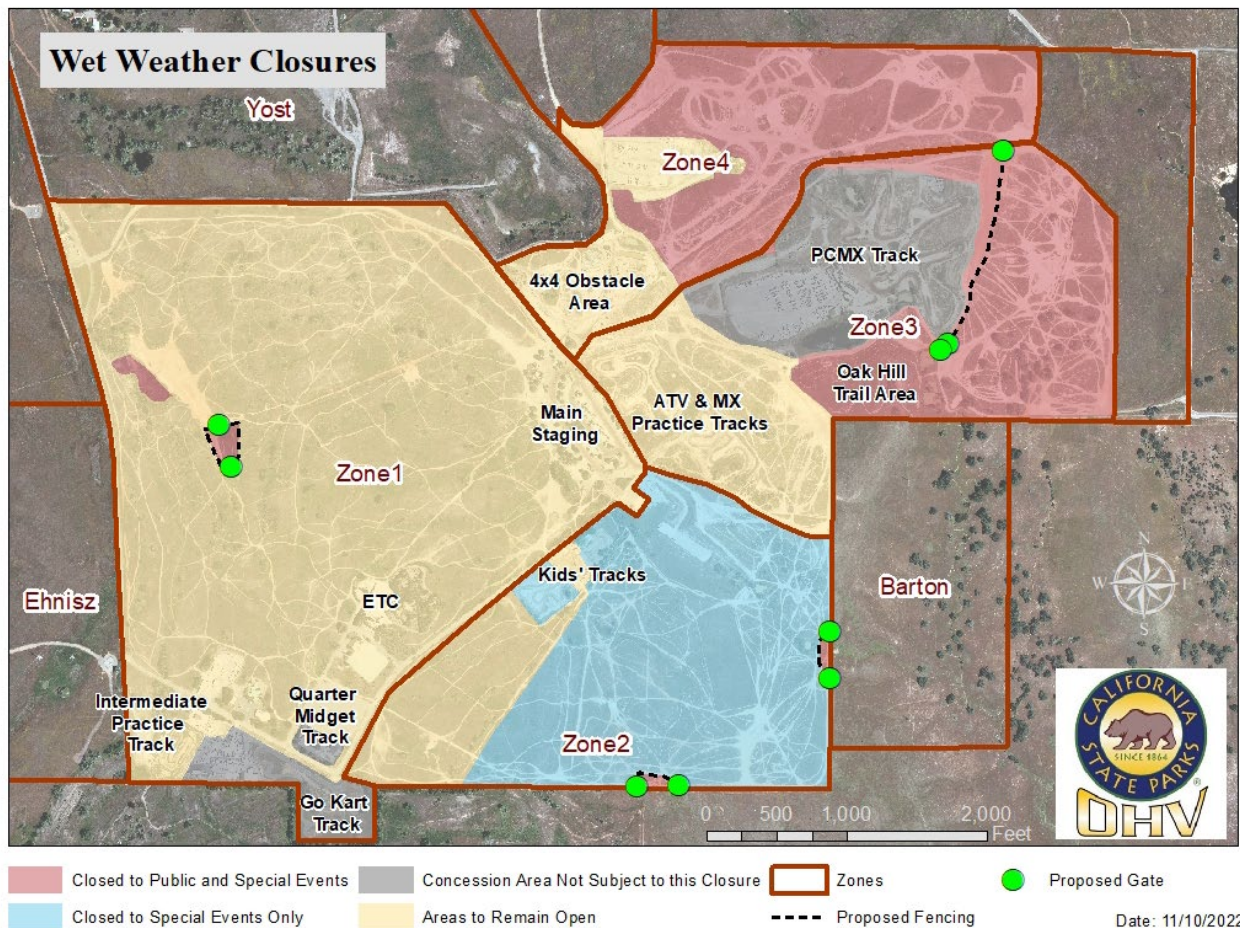 Wet Weather Closures
Yost
Zone4
PCMX Track
4x4 Obstacle
Area
Zone3
Oak Hill
Trail Area
ATV & MX
Practice Tracks
Main
Staging
Zone1
Kids' Tracks
Barton
Ehnisz
ETC
N
W
E
S
Intermediate
Practice
Track
Quarter
Midget
Track
Zone2
Go Kart
Track
0 500 1,000 2,000
Feet
CALIFORNIA
SINCE 1864
STATE PARKS
®
OHV
Closed to Public and Special Events
Concession Area Not Subject to this Closure
Zones
Proposed Gate
Closed to Special Events Only
Areas to Remain Open
Proposed Fencing
Date: 11/10/2022